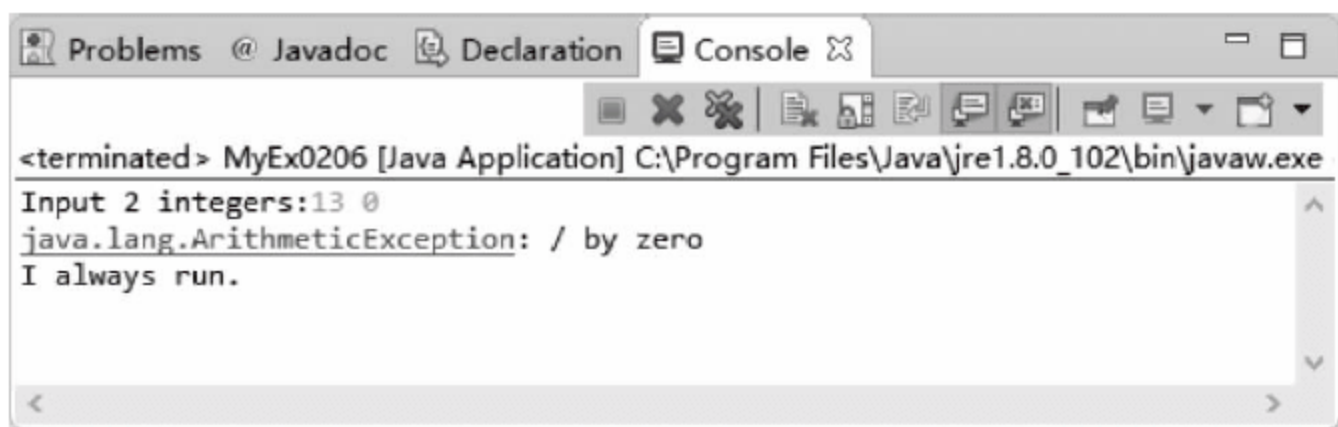 Problems @ Javadoc Declaration Console
<terminated> MyEx0206 [Java Application] C:\Program Files\Java\jre1.8.0_102\bin\javaw.exe
Input 2 integers:13 0
java.lang.ArithmeticException: / by zero
I always run.